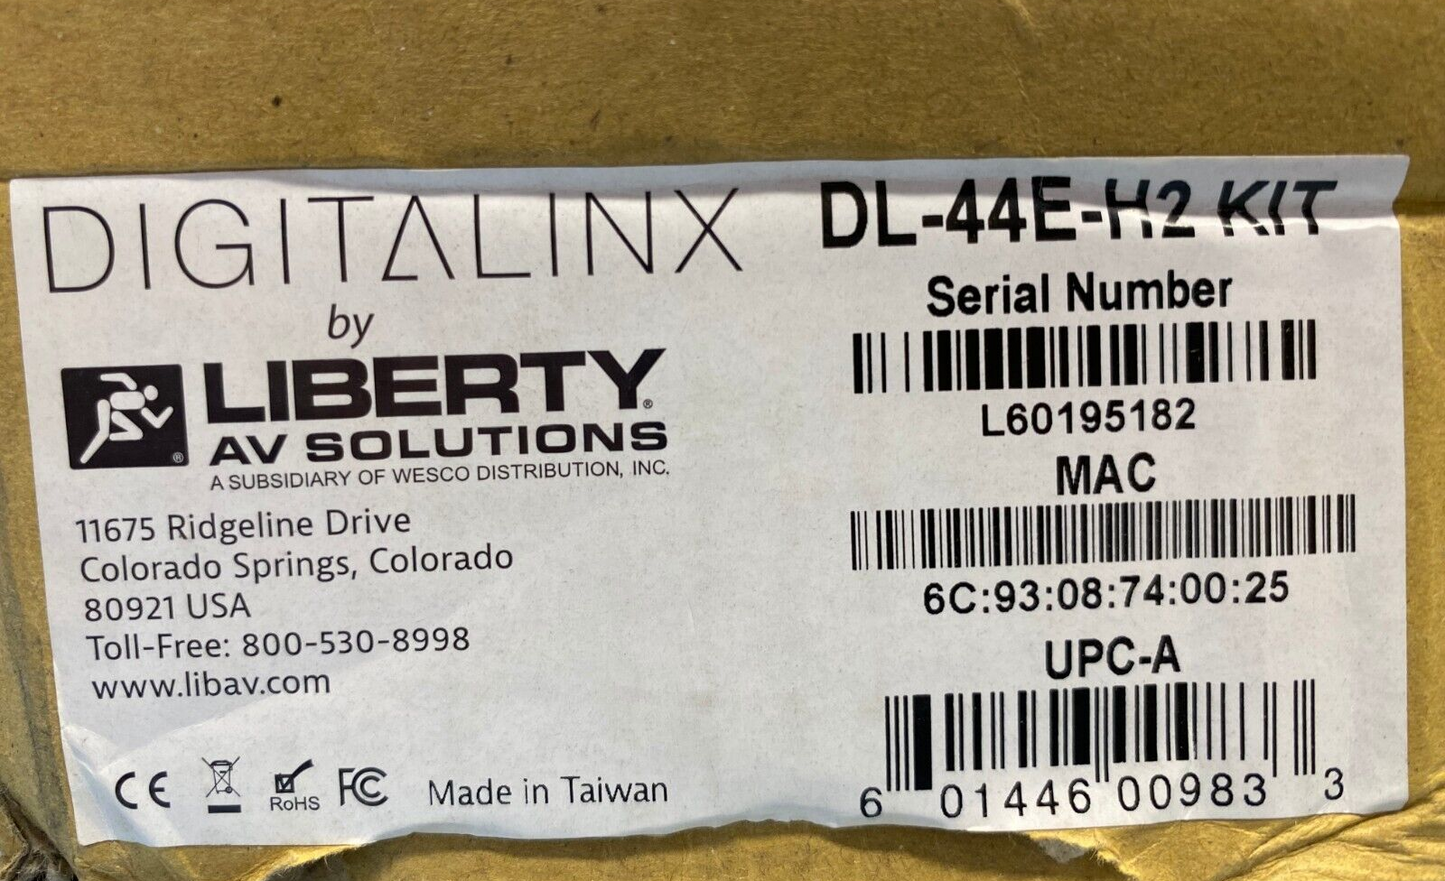 DIGITALINX
by
LIBERTY®
AV SOLUTIONS
®
A SUBSIDIARY OF WESCO DISTRIBUTION, INC.
11675 Ridgeline Drive
Colorado Springs, Colorado
80921 USA
Toll-Free: 800-530-8998
www.libav.com
CE
RoHS
FC
Made in Taiwan
DL-44E-H2 KIT
Serial Number
L60195182
MAC
6C:93:08:74:00:25
UPC-A
6 01446 00983 3